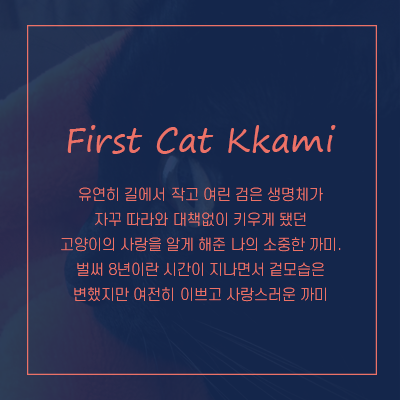 First Cat Kkami
유연히 길에서 작고 여린 검은 생명체가
자꾸 따라와 대책없이 키우게 됐던
고양이의 사랑을 알게 해준 나의 소중한 까미.
벌써 8년이란 시간이 지나면서 겉모습은
변했지만 여전히 이쁘고 사랑스러운 까미